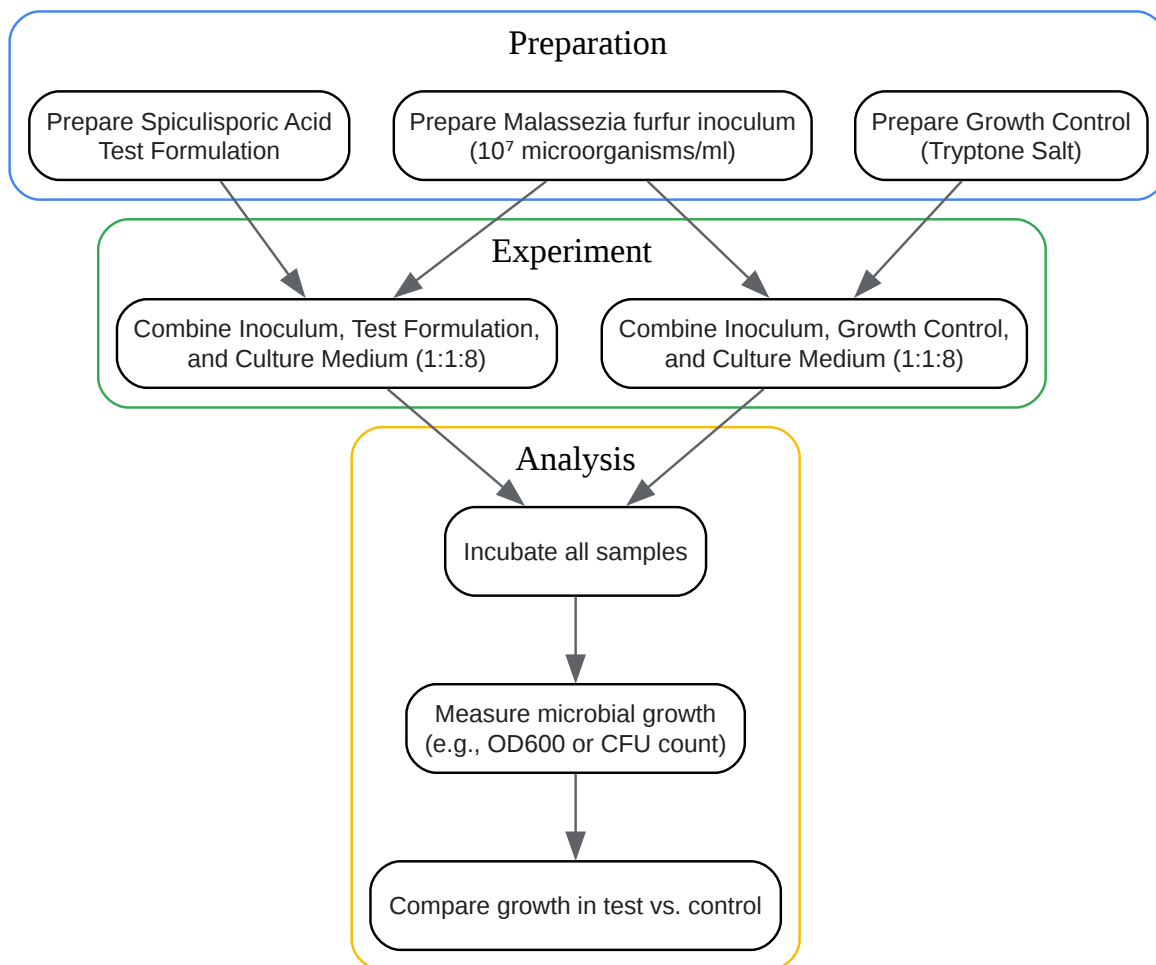 Preparation
Prepare Spiculisporic Acid
Test Formulation
Prepare Malassezia furfur inoculum
(10⁷ microorganisms/ml)
Prepare Growth Control
(Tryptone Salt)
Experiment
Combine Inoculum, Test Formulation,
and Culture Medium (1:1:8)
Combine Inoculum, Growth Control,
and Culture Medium (1:1:8)
Analysis
Incubate all samples
Measure microbial growth
(e.g., OD600 or CFU count)
Compare growth in test vs. control